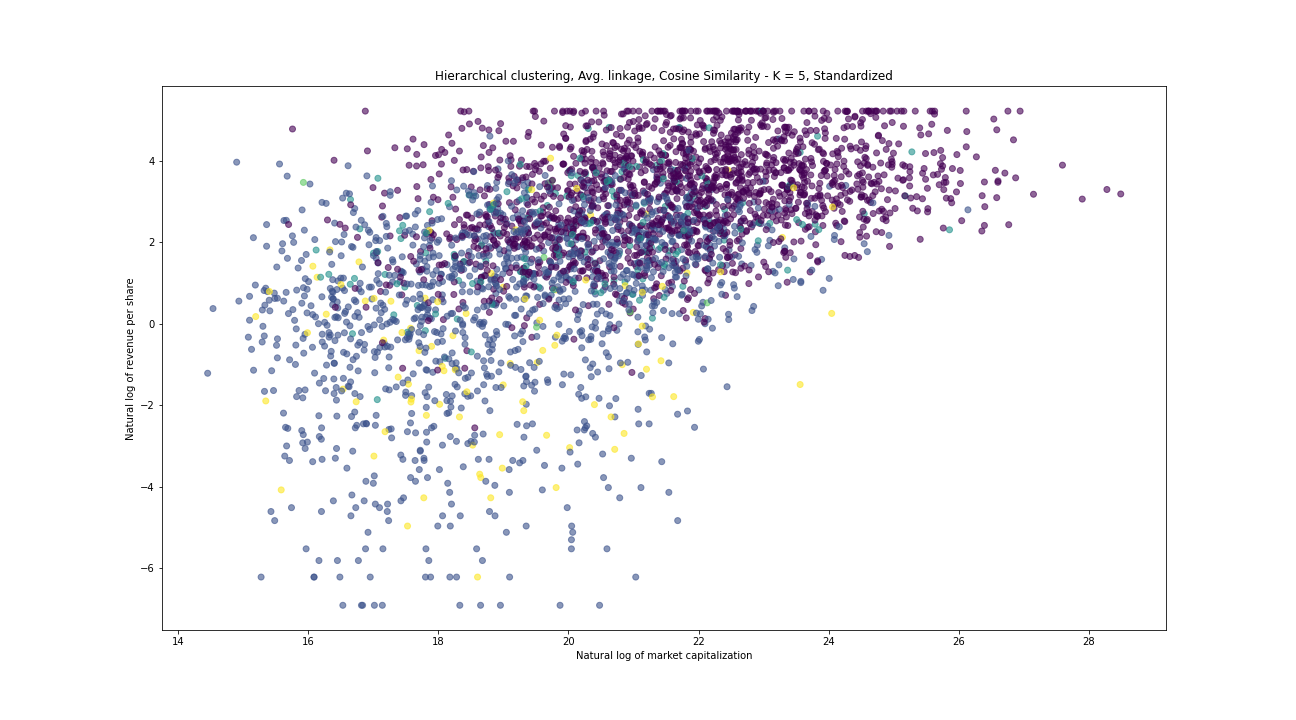 Hierarchical clustering, Avg. linkage, Cosine Similarity - K = 5, Standardized
Natural log of revenue per share
4
2
0
−2
−4
−6
14 16 18 20 22 24 26 28
Natural log of market capitalization